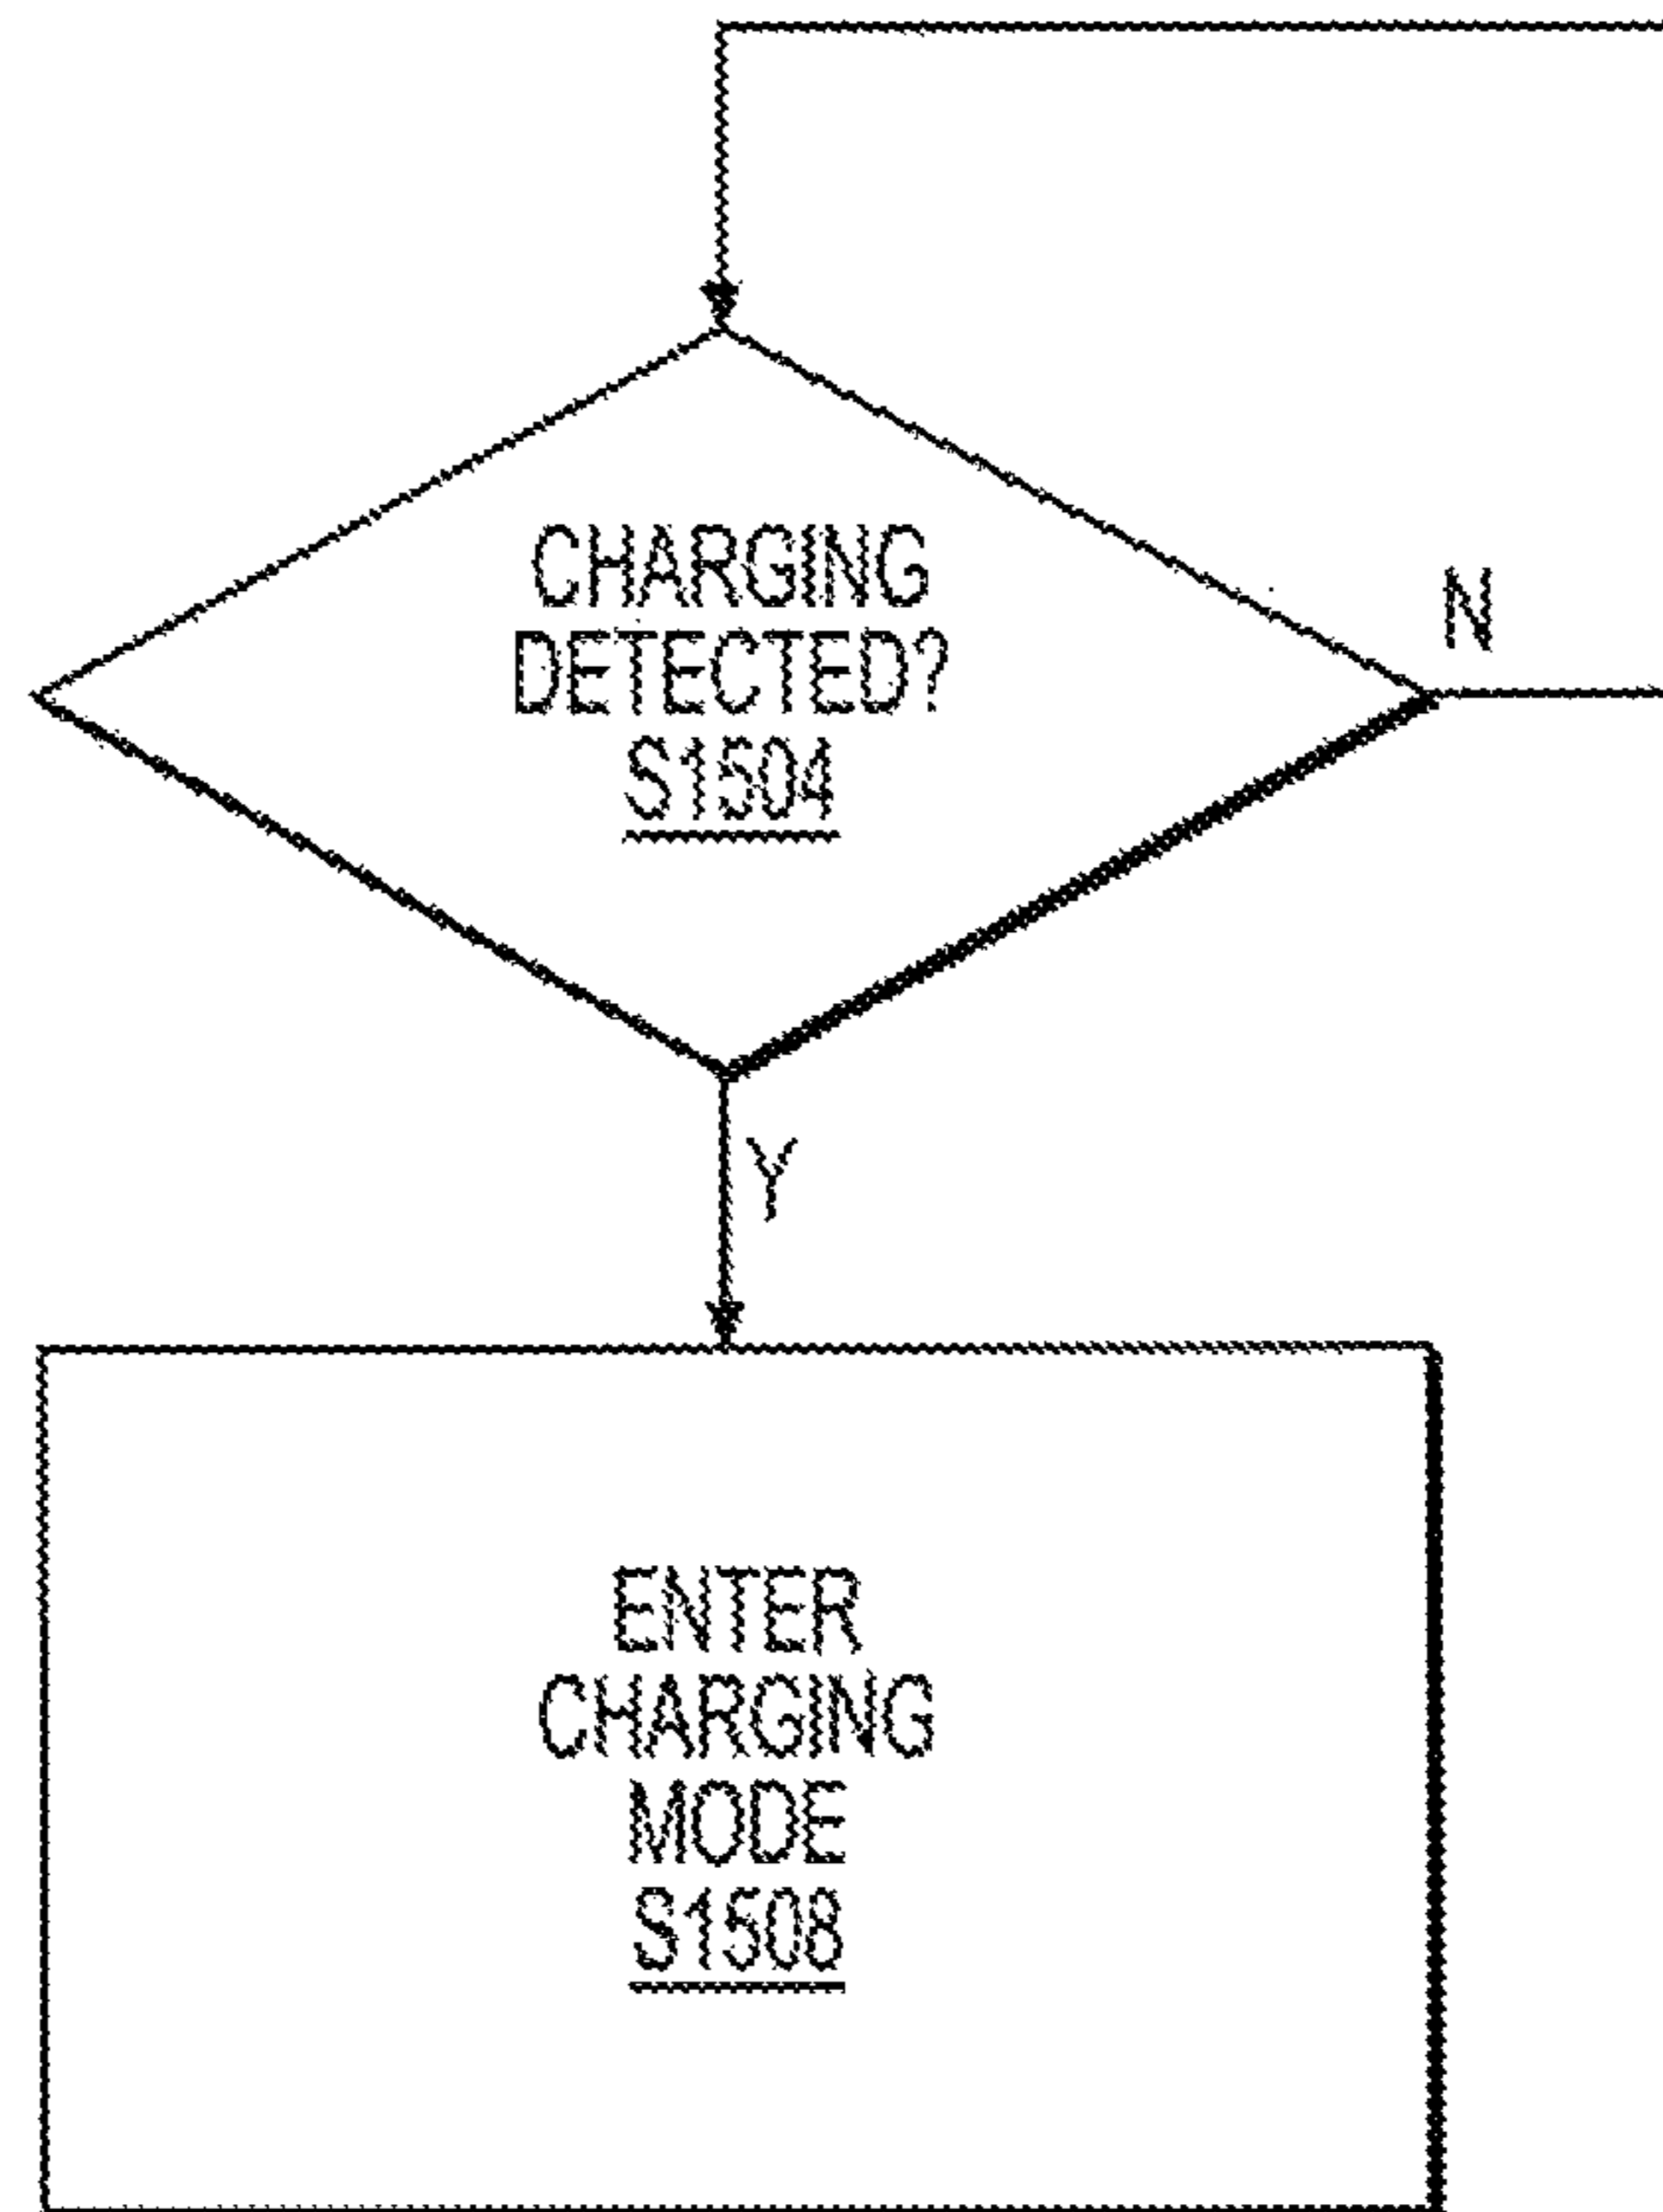 CHARGING
DETECTED?
S1504
N
Y
ENTER
CHARGING
MODE
S1508